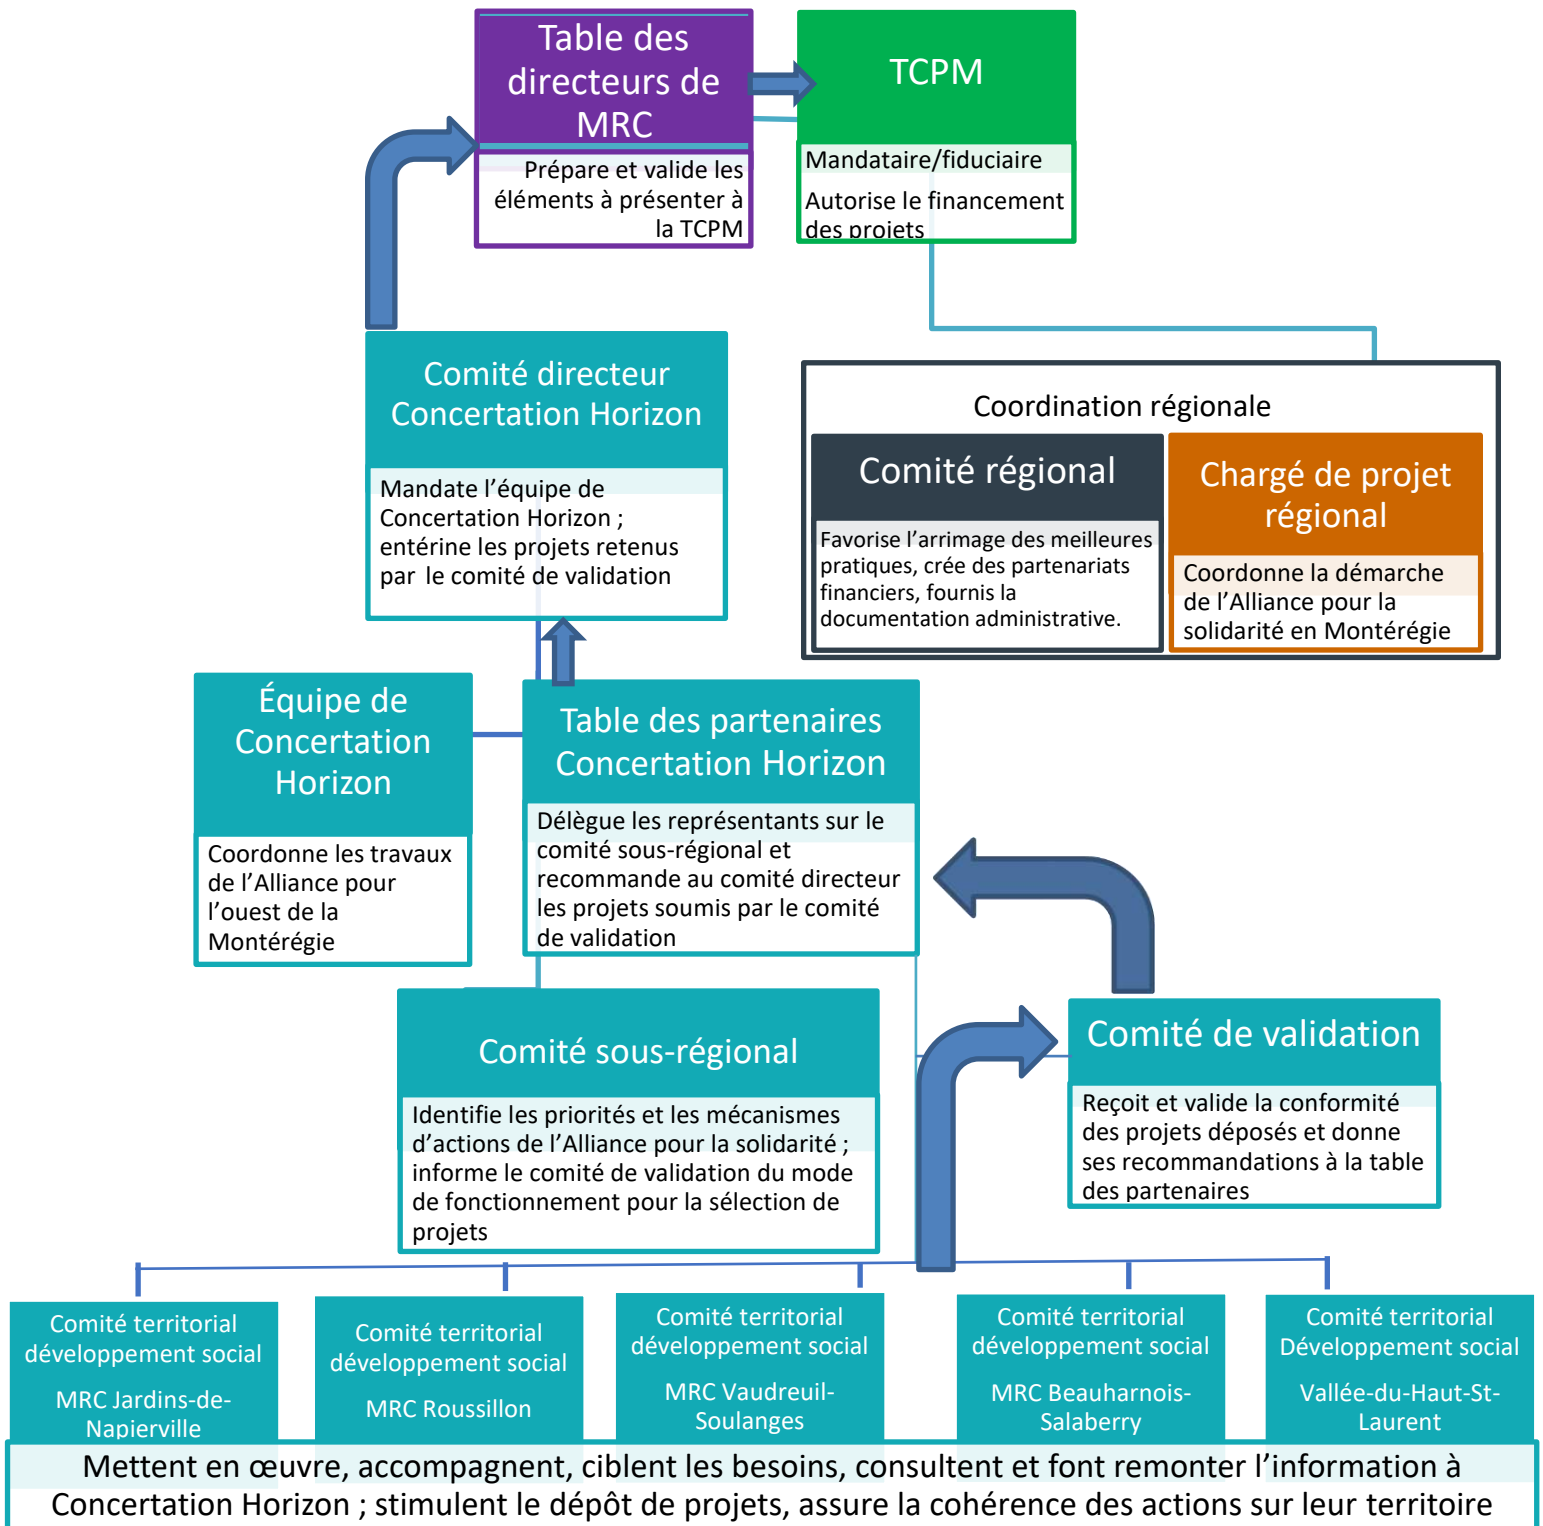 Table des
directeurs de
MRC
Prépare et valide les
éléments à présenter à
la TCPM
TCPM
Mandataire/fiduciaire
Autorise le financement
des projets
Comité directeur
Concertation Horizon
Mandate l’équipe de
Concertation Horizon ;
entérine les projets retenus
par le comité de validation
Coordination régionale
Comité régional
Favorise l’arrimage des meilleures
pratiques, crée des partenariats
financiers, fournis la
documentation administrative.
Chargé de projet
régional
Coordonne la démarche
de l’Alliance pour la
solidarité en Montérégie
Équipe de
Concertation
Horizon
Coordonne les travaux
de l’Alliance pour
l’ouest de la
Montérégie
Table des partenaires
Concertation Horizon
Délègue les représentants sur le
comité sous-régional et
recommande au comité directeur
les projets soumis par le comité
de validation
Comité sous-régional
Identifie les priorités et les mécanismes
d’actions de l’Alliance pour la solidarité ;
informe le comité de validation du mode
de fonctionnement pour la sélection de
projets
Comité de validation
Reçoit et valide la conformité
des projets déposés et donne
ses recommandations à la table
des partenaires
Comité territorial
développement social
MRC Jardins-de-
Napierville
Comité territorial
développement social
MRC Roussillon
Comité territorial
développement social
MRC Vaudreuil-
Soulanges
Comité territorial
développement social
MRC Beauharnois-
Salaberry
Comité territorial
Développement social
Vallée-du-Haut-St-
Laurent
Mettent en œuvre, accompagnent, ciblent les besoins, consultent et font remonter l’information à
Concertation Horizon ; stimulent le dépôt de projets, assure la cohérence des actions sur leur territoire